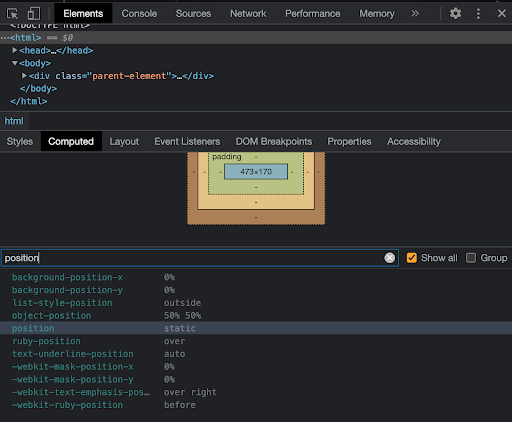 Elements Console Sources Network Performance Memory »
<!DOCTYPE html>
⋯<html> == $0
▶<head>…</head>
▼<body>
▶<div class="parent-element">…</div>
</body>
</html>
html
Styles Computed Layout Event Listeners DOM Breakpoints Properties Accessibility
padding -
- - - 473×170 - - -
-
-
-
position Show all Group
background-position-x 0%
background-position-y 0%
list-style-position outside
object-position 50% 50%
position static
ruby-position over
text-underline-position auto
-webkit-mask-position-x 0%
-webkit-mask-position-y 0%
-webkit-text-emphasis-pos… over right
-webkit-ruby-position before